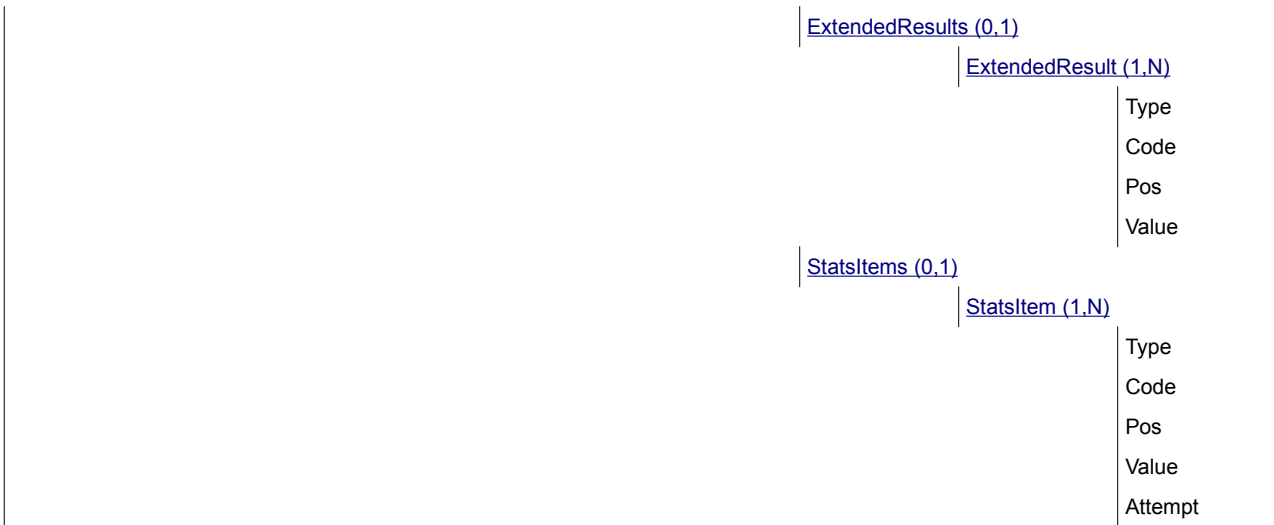 ExtendedResults (0,1)
ExtendedResult (1,N)
Type
Code
Pos
Value
StatsItems (0,1)
StatsItem (1,N)
Type
Code
Pos
Value
Attempt